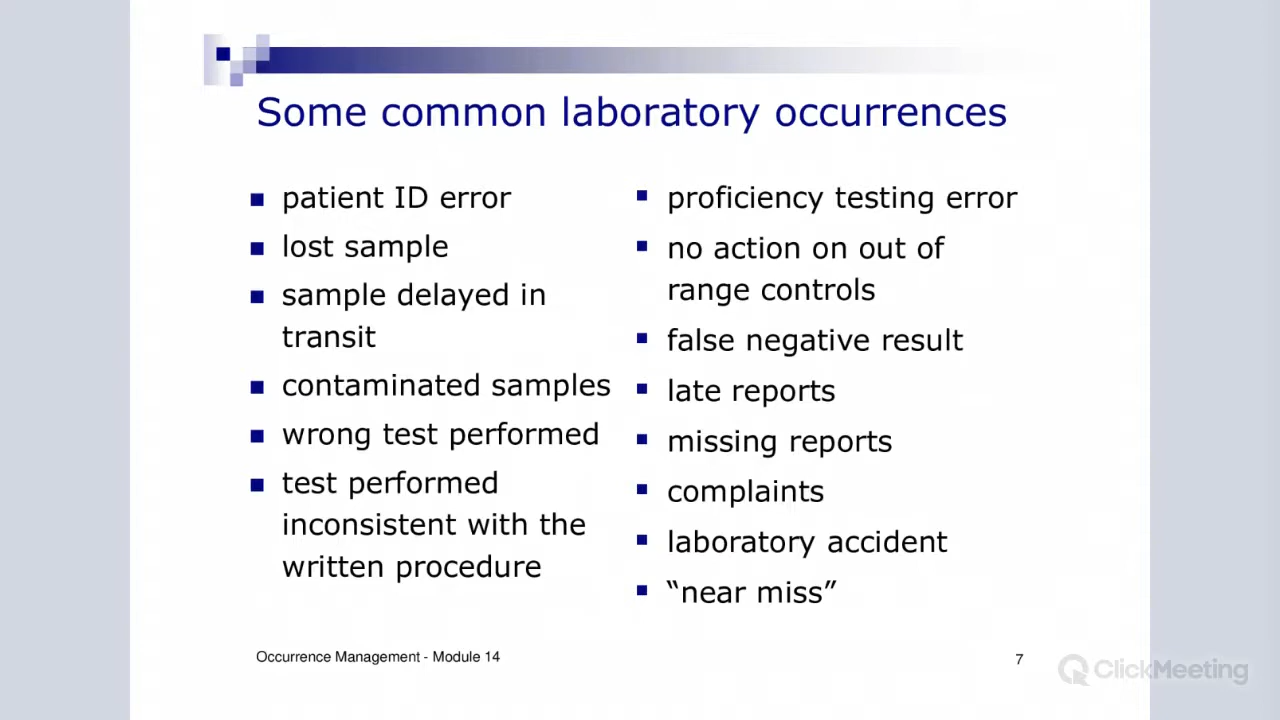 Some common laboratory occurrences
patient ID error
lost sample
sample delayed in
transit
contaminated samples
wrong test performed
test performed
inconsistent with the
written procedure
proficiency testing error
no action on out of
range controls
false negative result
late reports
missing reports
complaints
laboratory accident
“near miss”
Occurrence Management - Module 14
7
ClickMeeting